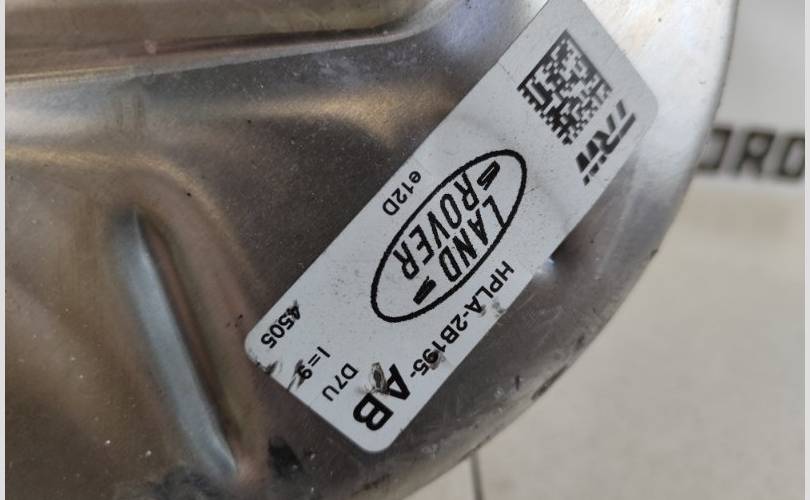 TRW
LAND
ROVER
e12D
HPLA-2B195-AB
D7U
I=9
4505